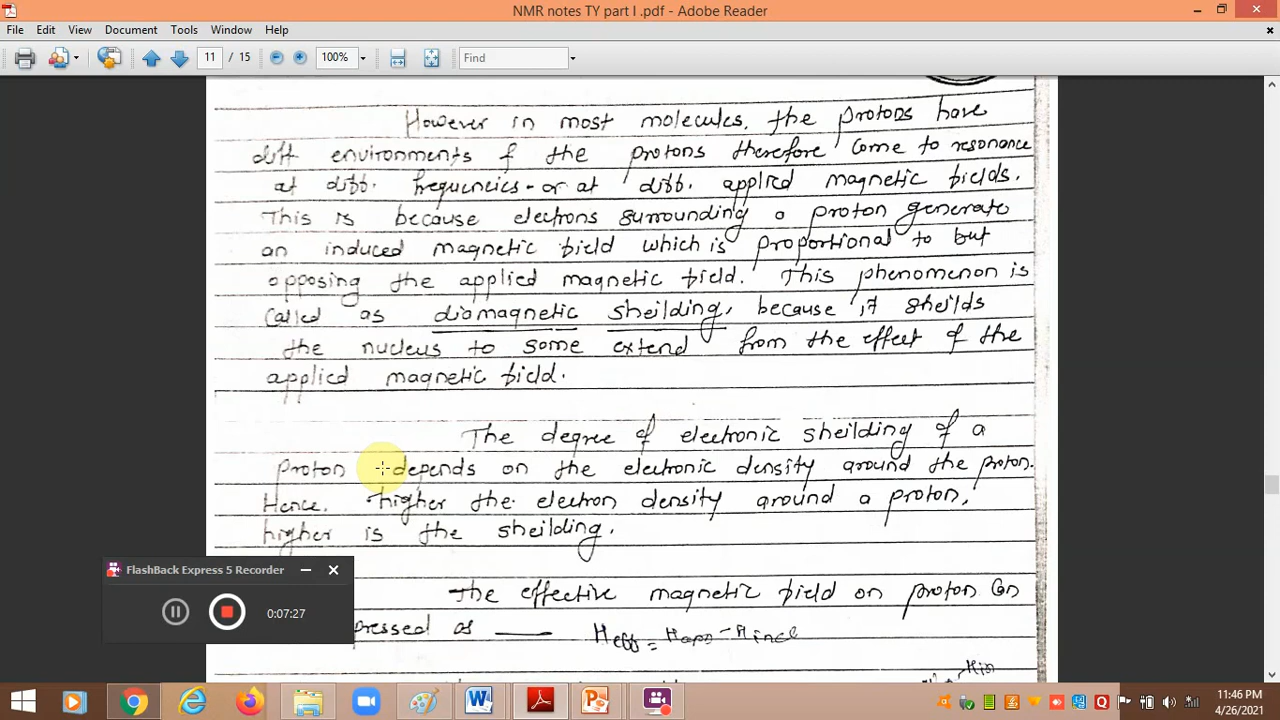 NMR notes TY part I .pdf - Adobe Reader
File Edit View Document Tools Window Help
11 / 15 100% Find
However in most molecules, the protons have
diff environments f the protons therefore come to resonance
at diff. frequencies - or at diff. applied magnetic fields.
This is because electrons surrounding a proton generate
an induced magnetic field which is proportional to but
opposing the applied magnetic field. This phenomenon is
called as diamagnetic sheilding, because it sheilds
the nucleus to some extend from the effect of the
applied magnetic field.
The degree of electronic sheilding of a
proton depends on the electronic density around the proton.
Hence, higher the electron density around a proton,
higher is the sheilding.
FlashBack Express 5 Recorder
0:07:27
The effective magnetic field on proton can
pressed as — Heff = Happ - Hind
11:46 PM
4/26/2021